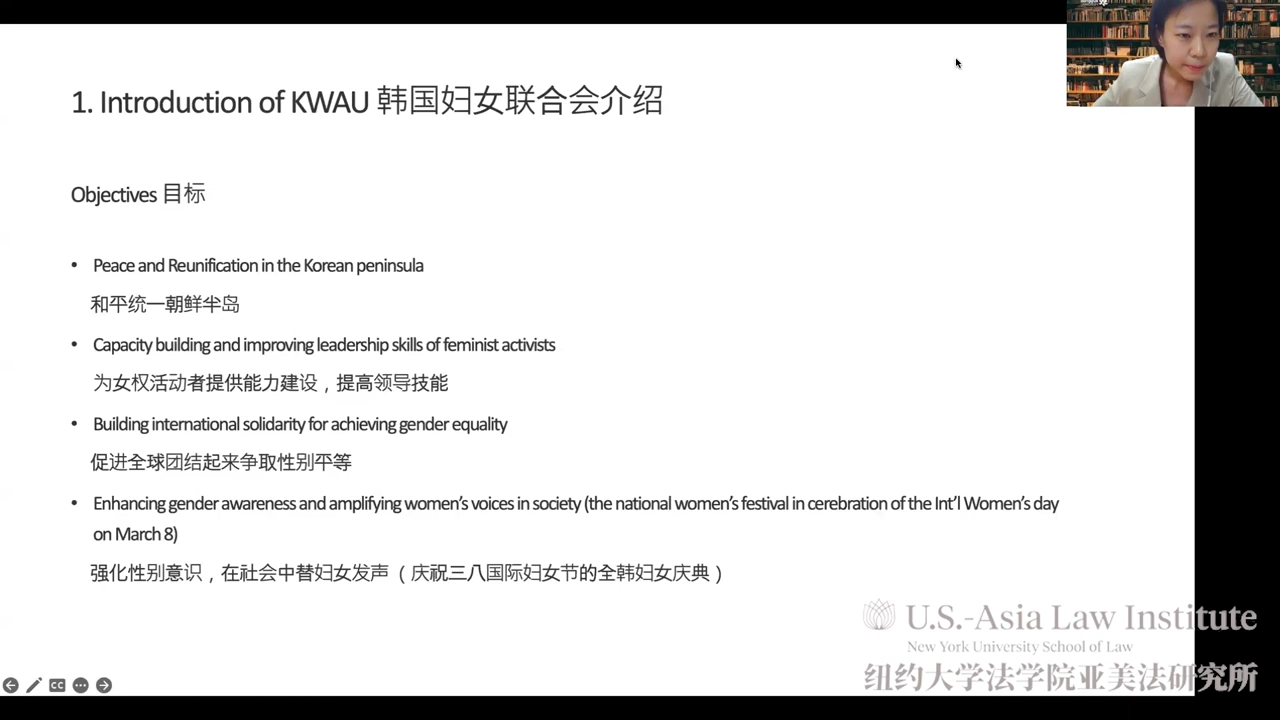 1. Introduction of KWAU 韩国妇女联合会介绍
Objectives 目标
• Peace and Reunification in the Korean peninsula
和平统一朝鲜半岛
• Capacity building and improving leadership skills of feminist activists
为女权活动者提供能力建设，提高领导技能
• Building international solidarity for achieving gender equality
促进全球团结起来争取性别平等
• Enhancing gender awareness and amplifying women’s voices in society (the national women’s festival in cerebration of the Int’l Women’s day
on March 8)
强化性别意识，在社会中替妇女发声（庆祝三八国际妇女节的全韩妇女庆典）
U.S.-Asia Law Institute
New York University School of Law
纽约大学法学院亚美法研究所
CC